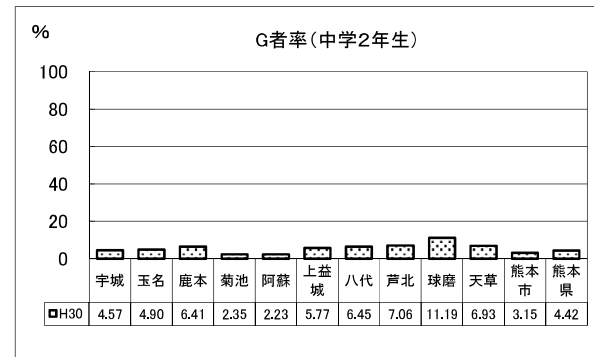 %
G者率(中学2年生)
100
80
60
40
20
0
宇城 玉名 鹿本 菊池 阿蘇 上益城 八代 芦北 球磨 天草 熊本市 熊本県
H30 4.57 4.90 6.41 2.35 2.23 5.77 6.45 7.06 11.19 6.93 3.15 4.42